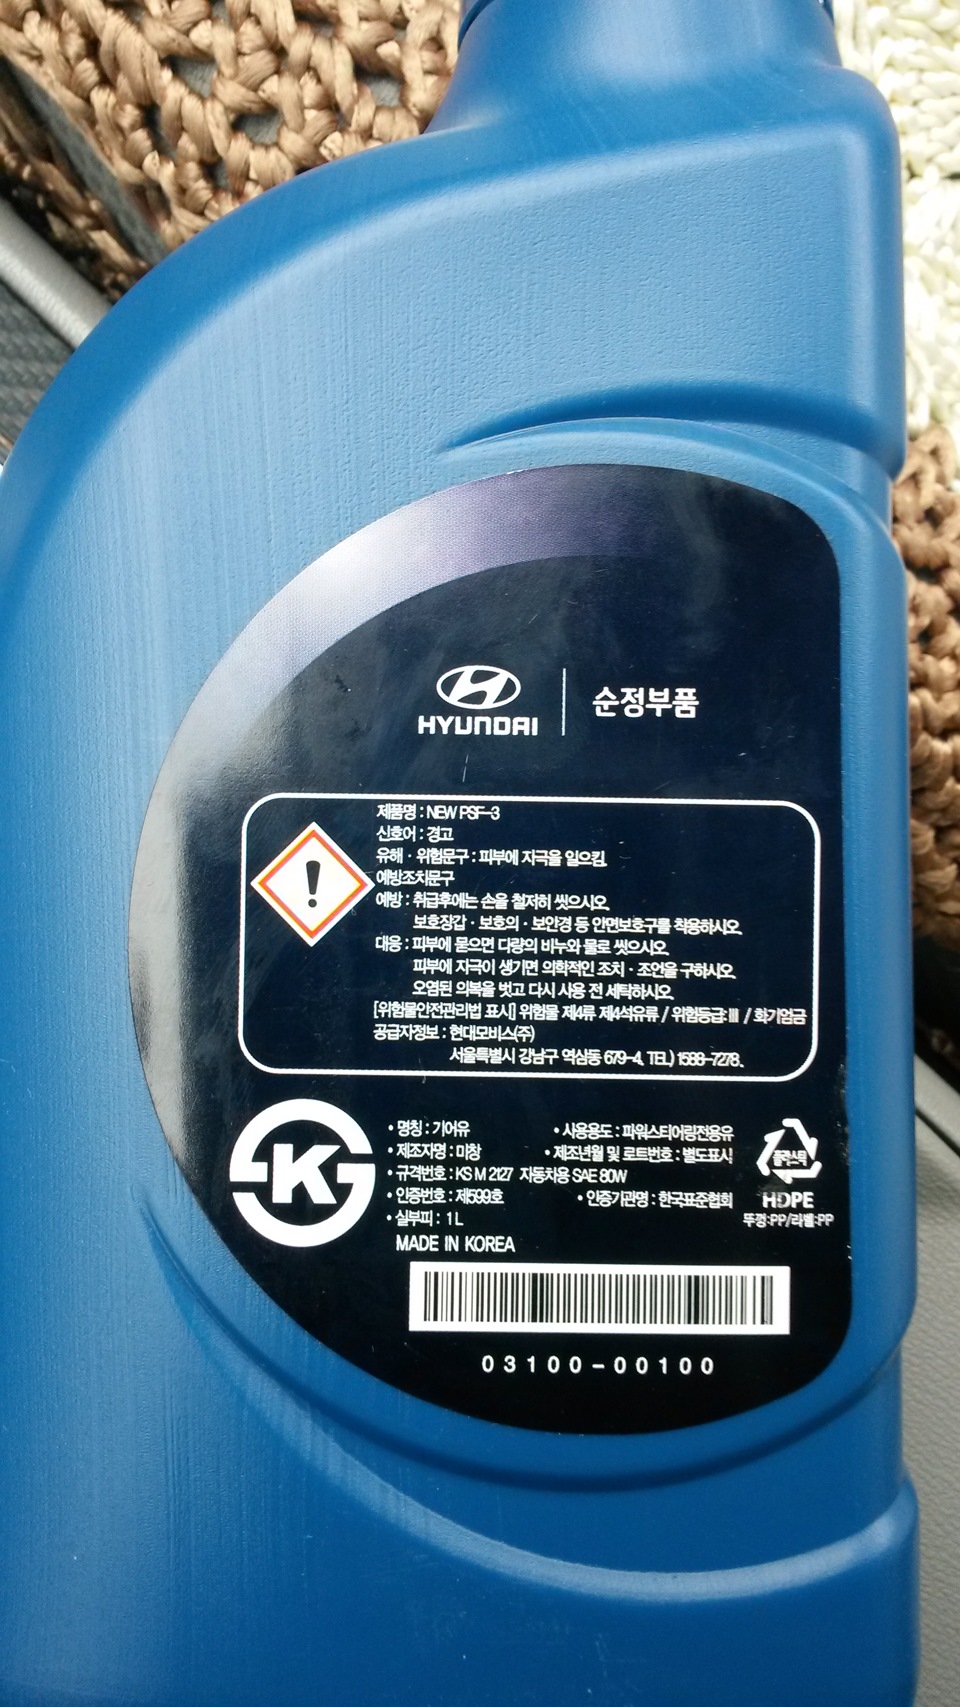 HYUNDAI 순정부품
제품명 : NEW PSF-3
신호어 : 경고
유해 · 위험문구 : 피부에 자극을 일으킴.
예방조치문구
예방 : 취급후에는 손을 철저히 씻으시오.
보호장갑 · 보호의 · 보안경 등 안면보호구를 착용하시오.
대응 : 피부에 묻으면 다량의 비누와 물로 씻으시오.
피부에 자극이 생기면 의학적인 조치 · 조언을 구하시오.
오염된 의복을 벗고 다시 사용 전 세탁하시오.
[위험물안전관리법 표시] 위험물 제4류 제4석유류 / 위험등급:Ⅲ / 화기엄금
공급자정보 : 현대모비스(주)
서울특별시 강남구 역삼동 679-4. TEL) 1588-7278.
K
• 명칭 : 기어유 • 사용용도 : 파워스티어링전용유
• 제조자명 : 미창 • 제조년월 및 로트번호 : 별도표시
• 규격번호 : KS M 2127 자동차용 SAE 80W
• 인증번호 : 제599호 • 인증기관명 : 한국표준협회
• 실부피 : 1 L
MADE IN KOREA
플라스틱
HDPE
뚜껑:PP/라벨:PP
03100-00100